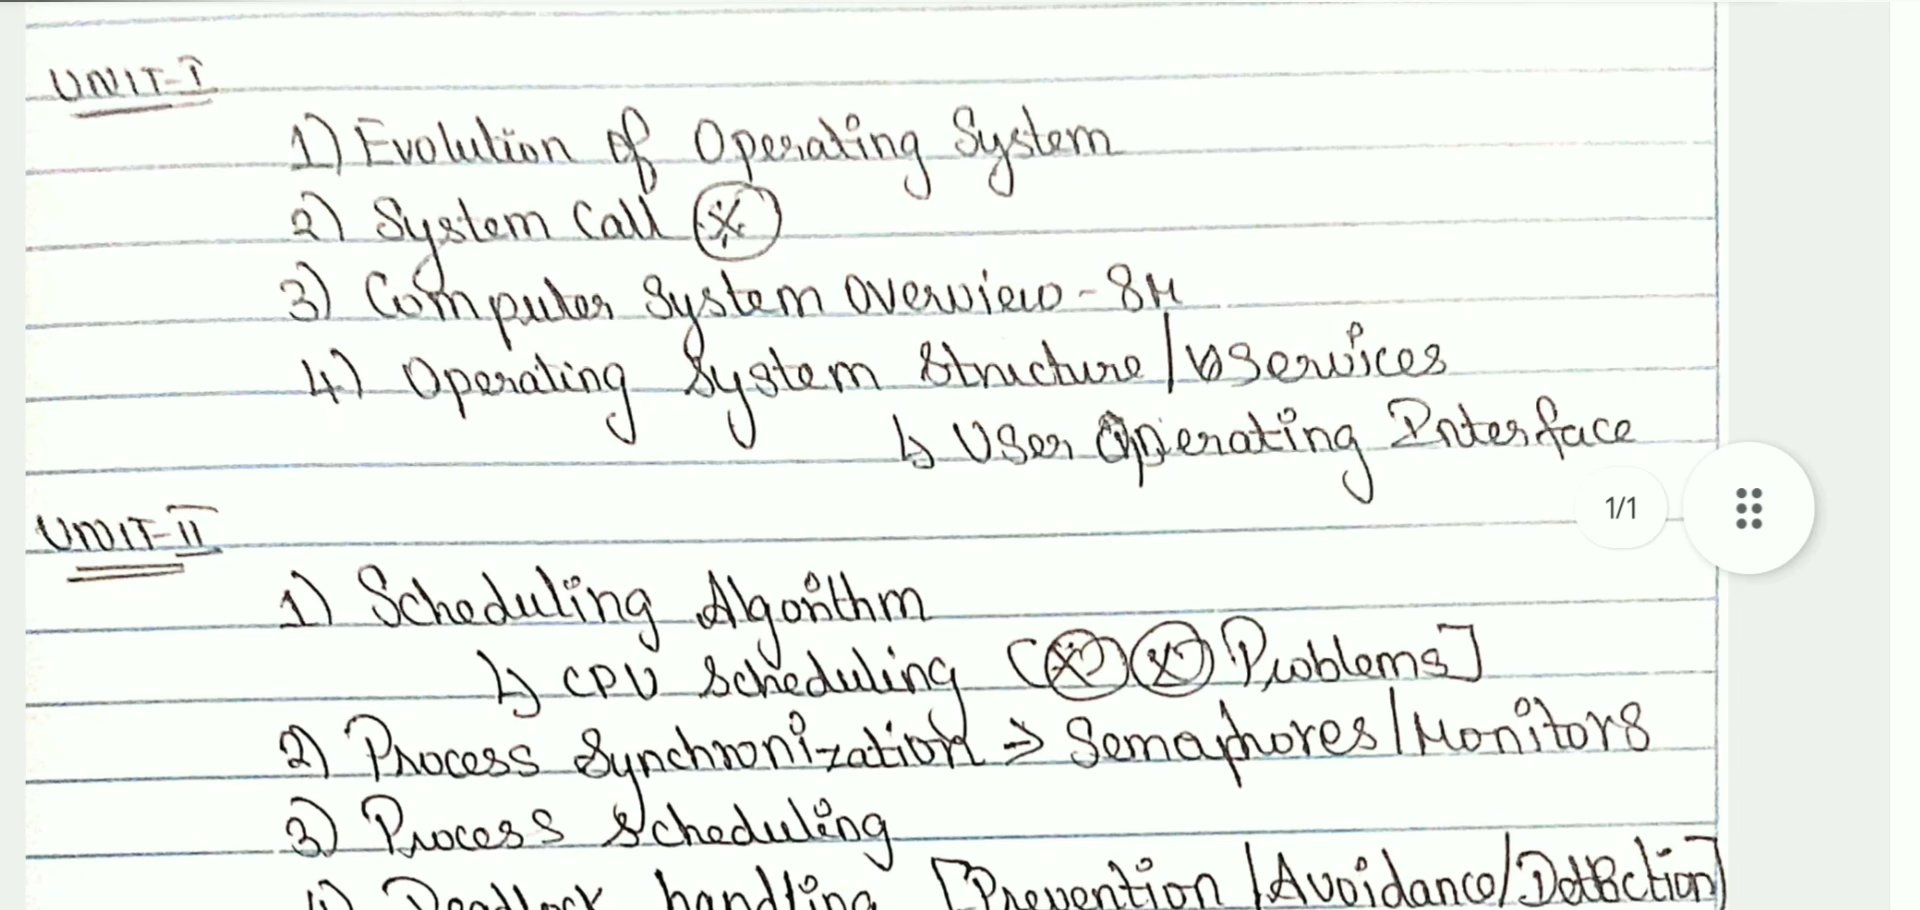 UNIT-I
1) Evolution of Operating System
2) System Call
3) Computer System Overview - 8M
4) Operating System Structure / Services
↳ User Operating Interface
1/1
UNIT-II
1) Scheduling Algorithm
↳ CPU Scheduling [ Problems]
2) Process Synchronization ⇒ Semaphores / Monitors
3) Process Scheduling
4) Deadlock handling [Prevention / Avoidance / Detection]